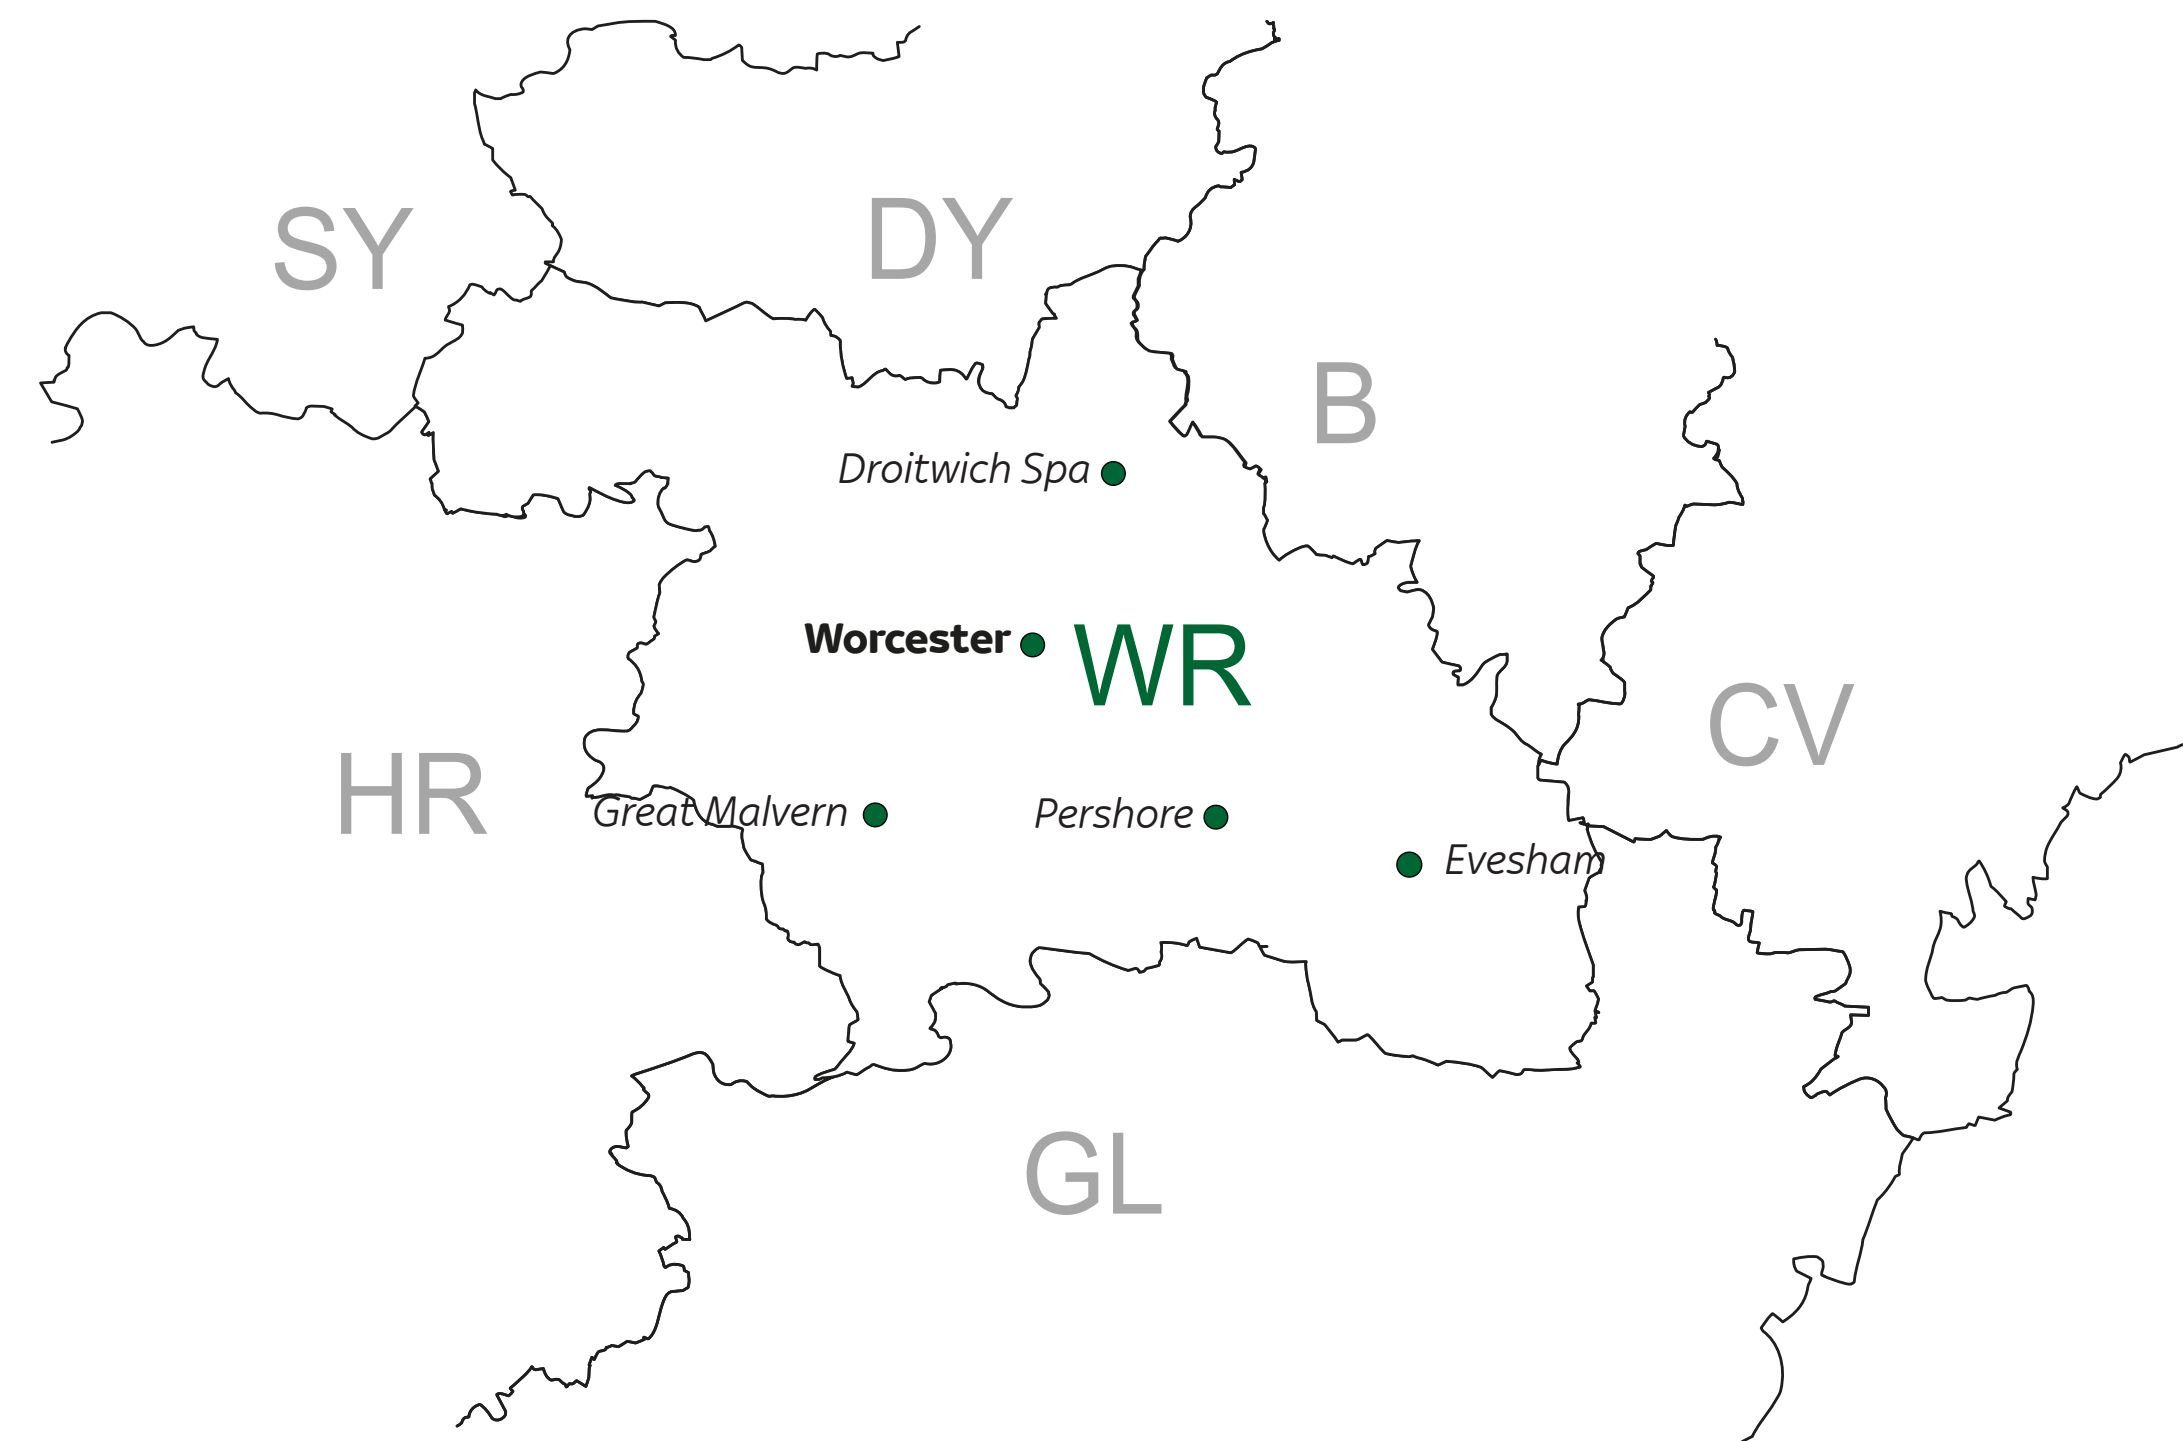 SY
DY
B
Droitwich Spa
Worcester
WR
CV
HR
Great Malvern
Pershore
Evesham
GL